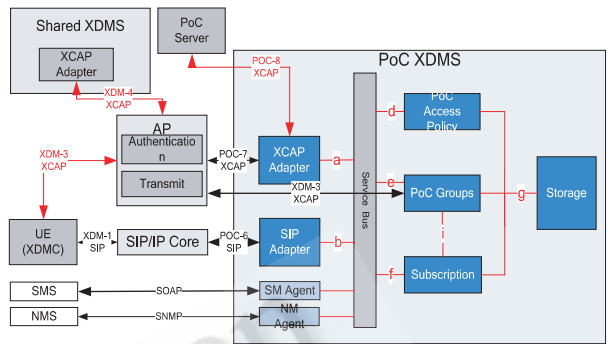 Shared XDMS
XCAP
Adapter
PoC
Server
PoC XDMS
XDM-4
XCAP
POC-8
XCAP
AP
Authenticatio
n
Transmit
XDM-3
XCAP
POC-7
XCAP
XCAP
Adapter
a
Service Bus
d
PoC
Access
Policy
XDM-3
XCAP
e
PoC Groups
g
Storage
UE
(XDMC)
XDM-1
SIP
SIP/IP Core
POC-6
SIP
SIP
Adapter
b
i
f
Subscription
SMS
SOAP
SM Agent
NMS
SNMP
NM
Agent